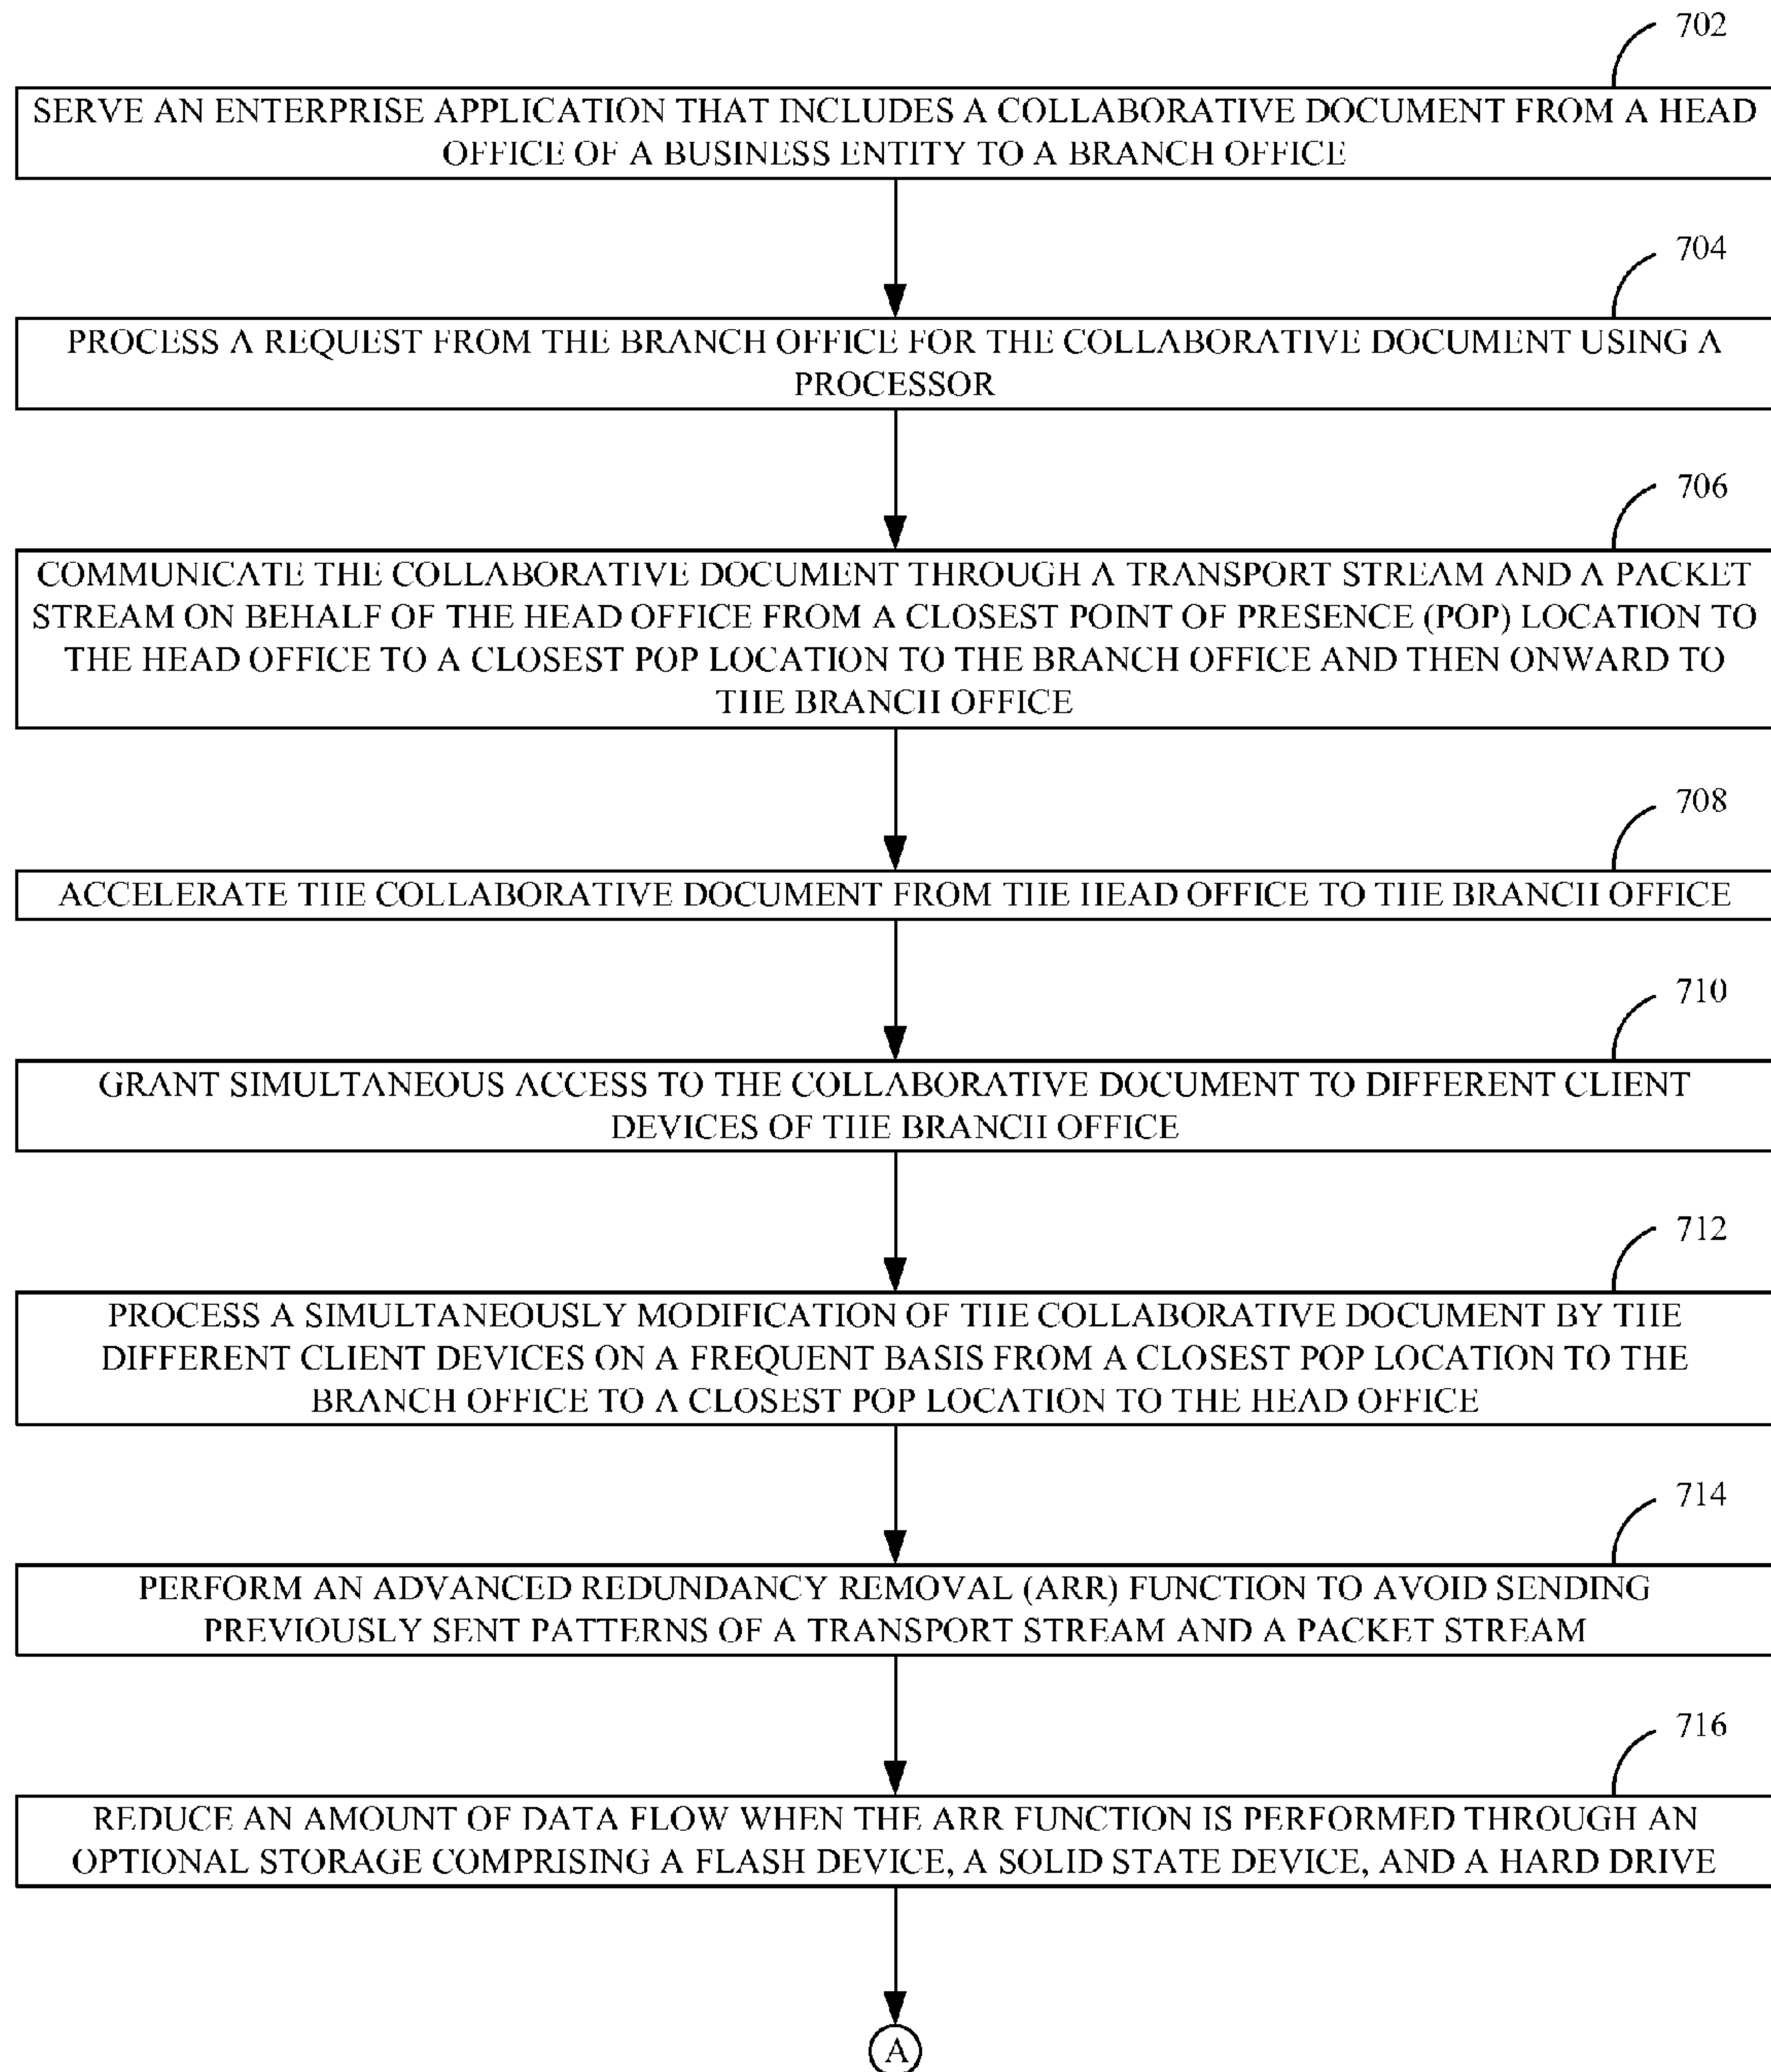 702
SERVE AN ENTERPRISE APPLICATION THAT INCLUDES A COLLABORATIVE DOCUMENT FROM A HEAD
OFFICE OF A BUSINESS ENTITY TO A BRANCH OFFICE
704
PROCESS A REQUEST FROM THE BRANCH OFFICE FOR THE COLLABORATIVE DOCUMENT USING A
PROCESSOR
706
COMMUNICATE THE COLLABORATIVE DOCUMENT THROUGH A TRANSPORT STREAM AND A PACKET
STREAM ON BEHALF OF THE HEAD OFFICE FROM A CLOSEST POINT OF PRESENCE (POP) LOCATION TO
THE HEAD OFFICE TO A CLOSEST POP LOCATION TO THE BRANCH OFFICE AND THEN ONWARD TO
THE BRANCH OFFICE
708
ACCELERATE THE COLLABORATIVE DOCUMENT FROM THE HEAD OFFICE TO THE BRANCH OFFICE
710
GRANT SIMULTANEOUS ACCESS TO THE COLLABORATIVE DOCUMENT TO DIFFERENT CLIENT
DEVICES OF THE BRANCH OFFICE
712
PROCESS A SIMULTANEOUSLY MODIFICATION OF THE COLLABORATIVE DOCUMENT BY THE
DIFFERENT CLIENT DEVICES ON A FREQUENT BASIS FROM A CLOSEST POP LOCATION TO THE
BRANCH OFFICE TO A CLOSEST POP LOCATION TO THE HEAD OFFICE
714
PERFORM AN ADVANCED REDUNDANCY REMOVAL (ARR) FUNCTION TO AVOID SENDING
PREVIOUSLY SENT PATTERNS OF A TRANSPORT STREAM AND A PACKET STREAM
716
REDUCE AN AMOUNT OF DATA FLOW WHEN THE ARR FUNCTION IS PERFORMED THROUGH AN
OPTIONAL STORAGE COMPRISING A FLASH DEVICE, A SOLID STATE DEVICE, AND A HARD DRIVE
A